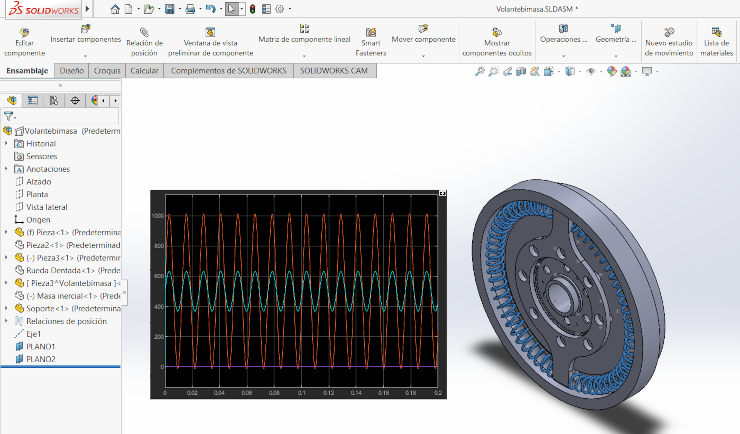 SOLIDWORKS
Volantebimasa.SLDASM *
Editar componente
Insertar componentes
Relación de posición
Ventana de vista preliminar de componente
Matriz de componente lineal
Smart Fasteners
Mover componente
Mostrar componentes ocultos
Operaciones ...
Geometría ...
Nuevo estudio de movimiento
Lista de materiales
Ensamblaje Diseño Croquis Calcular Complementos de SOLIDWORKS SOLIDWORKS CAM
Volantebimasa (Predeterm
Historial
Sensores
Anotaciones
Alzado
Planta
Vista lateral
Origen
(f) Pieza<1> (Predeterminad
Pieza2<1> (Predeterminad
(-) Pieza3<1> (Predetermina
Rueda Dentada<1> (Prede
[ Pieza3^Volantebimasa ]<
(-) Masa inercial<1> (Prede
Soporte<1> (Predetermina
Relaciones de posición
Eje1
PLANO1
PLANO2
1000
800
600
400
200
0
0 0.02 0.04 0.06 0.08 0.1 0.12 0.14 0.16 0.18 0.2